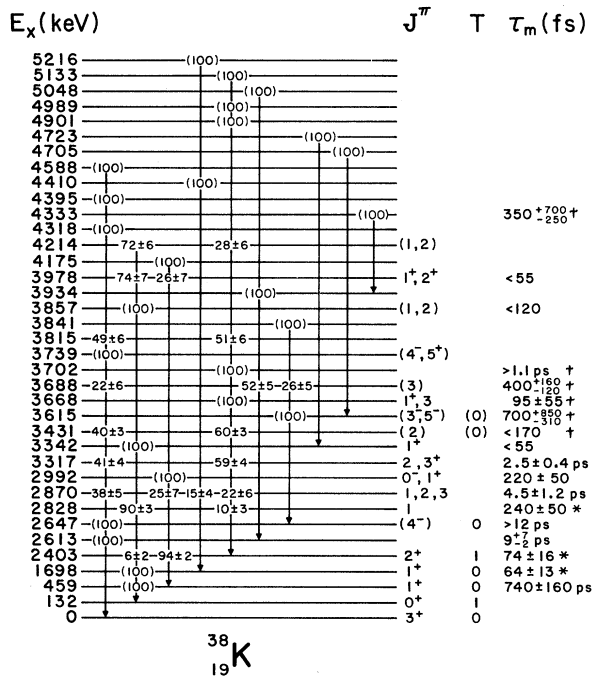 Eₓ(keV) J^π T τₘ(fs)
5216 (100)
5133 (100)
5048 (100)
4989 (100)
4901 (100)
4723 (100)
4705 (100)
4588 (100)
4410 (100)
4395 (100)
4333 (100) 350 +700 -250 †
4318 (100)
4214 72±6 28±6 (1,2)
4175 (100)
3978 74±7 26±7 1⁺,2⁺ <55
3934 (100)
3857 (100) (1,2) <120
3841 (100)
3815 49±6 51±6
3739 (100) (4⁻,5⁺)
3702 (100) >1.1 ps †
3688 22±6 52±5 26±5 (3) 400 +160 -120 †
3668 (100) 1⁺,3 95±55 †
3615 (100) (3⁻,5⁻) (0) 700 +850 -310 †
3431 40±3 60±3 (2) (0) <170 †
3342 (100) 1⁺ <55
3317 41±4 59±4 2,3⁺ 2.5±0.4 ps
2992 (100) 0⁻,1⁺ 220±50
2870 38±5 25±7 15±4 22±6 1,2,3 4.5±1.2 ps
2828 90±3 10±3 1 240±50 *
2647 (100) (4⁻) 0 >12 ps
2613 (100) 9 +7 -2 ps
2403 6±2 94±2 2⁺ 1 74±16 *
1698 (100) 1⁺ 0 64±13 *
459 (100) 1⁺ 0 740±160 ps
132 0⁺ 1
0 3⁺ 0
³⁸₁₉K